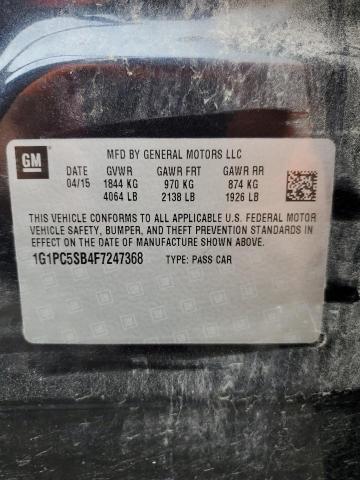 GM
MFD BY GENERAL MOTORS LLC
DATE GVWR GAWR FRT GAWR RR
04/15 1844 KG 970 KG 874 KG
4064 LB 2138 LB 1926 LB
THIS VEHICLE CONFORMS TO ALL APPLICABLE U.S. FEDERAL MOTOR
VEHICLE SAFETY, BUMPER, AND THEFT PREVENTION STANDARDS
IN EFFECT ON THE DATE OF MANUFACTURE SHOWN ABOVE.
1G1PC5SB4F7247368 TYPE: PASS CAR